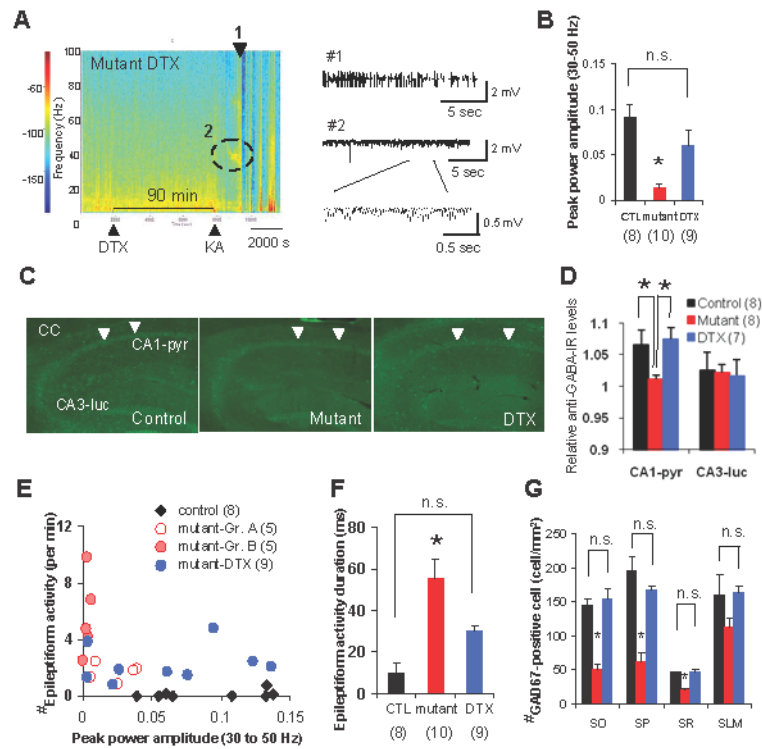 A
1
Mutant DTX
2
90 min
Frequency (Hz)
100
80
60
40
20
0
-50
-100
-150
DTX
KA
2000 s
#1
2 mV
5 sec
#2
2 mV
5 sec
0.5 mV
0.5 sec
B
n.s.
Peak power amplitude (30-50 Hz)
0.15
0.1
0.05
0
*
CTL mutant DTX
(8) (10) (9)
C
CC
CA1-pyr
CA3-luc
Control
Mutant
DTX
D
* *
Control (8)
Mutant (8)
DTX (7)
Relative anti-GABA-IR levels
1.1
1.05
1
0.95
0.9
CA1-pyr CA3-luc
E
control (8)
mutant-Gr. A (5)
mutant-Gr. B (5)
mutant-DTX (9)
#Epileptiform activity (per min)
12
8
4
0
0 0.05 0.10 0.15
Peak power amplitude (30 to 50 Hz)
F
n.s.
Epileptiform activity duration (ms)
80
60
40
20
0
*
CTL mutant DTX
(8) (10) (9)
G
#GAD67-positive cell (cell/mm²)
250
200
150
100
50
0
n.s. n.s. n.s. n.s.
* * *
SO SP SR SLM